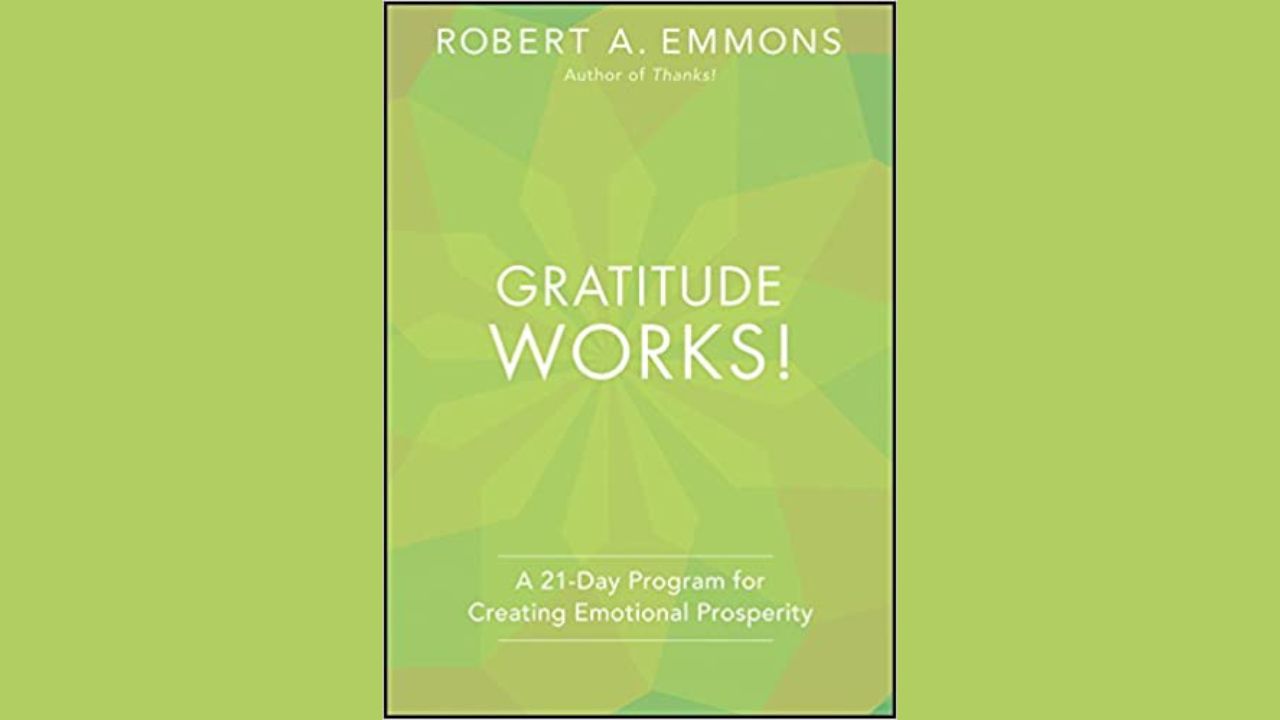 ROBERT A. EMMONS
Author of Thanks!
GRATITUDE
WORKS!
A 21-Day Program for
Creating Emotional Prosperity